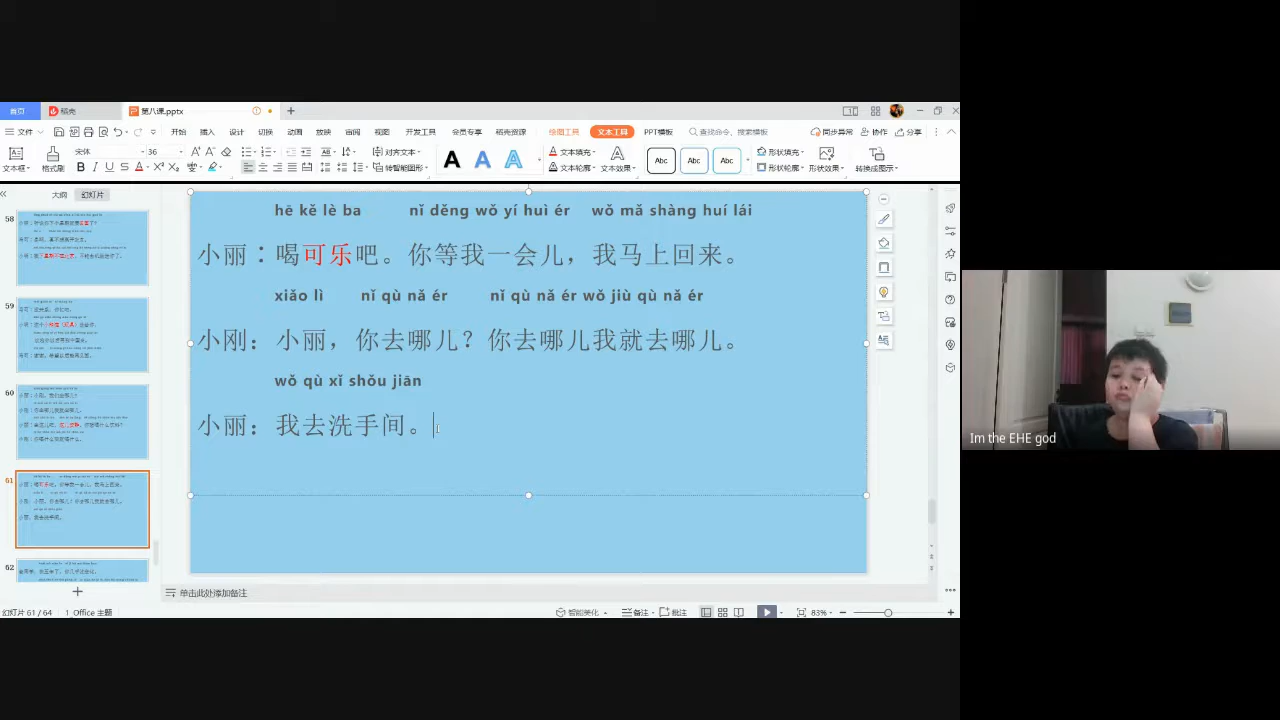 首页
稻壳
第八课.pptx
文件
开始 插入 设计 切换 动画 放映 审阅 视图 开发工具 会员专享 稻壳资源 绘图工具 文本工具 PPT模板 查找命令、搜索模板
同步异常 协作 分享
文本框 格式刷 宋体 36 对齐文本 转智能图形 文本填充 文本轮廓 文本效果 Abc Abc Abc 形状填充 形状轮廓 形状效果 转换成图示
大纲 幻灯片
58
59
60
61
62
hē kě lè ba nǐ děng wǒ yí huì ér wǒ mǎ shàng huí lái
小丽：喝可乐吧。你等我一会儿，我马上回来。
xiǎo lì nǐ qù nǎ ér nǐ qù nǎ ér wǒ jiù qù nǎ ér
小刚：小丽，你去哪儿？你去哪儿我就去哪儿。
wǒ qù xǐ shǒu jiān
小丽：我去洗手间。
单击此处添加备注
幻灯片 61 / 64 1_Office 主题 智能美化 备注 批注 83%
Im the EHE god